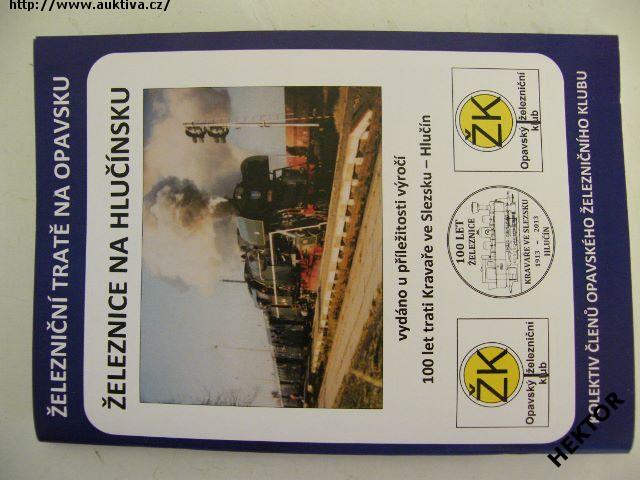 http://www.auktiva.cz/
ŽELEZNIČNÍ TRATĚ NA OPAVSKU
ŽELEZNICE NA HLUČÍNSKU
vydáno u příležitosti výročí
100 let trati Kravaře ve Slezsku – Hlučín
ŽK
Opavský železniční
klub
100 LET
ŽELEZNICE
KRAVAŘE VE SLEZSKU
1913 - 2013
HLUČÍN
ŽK
Opavský železniční
klub
KOLEKTIV ČLENŮ OPAVSKÉHO ŽELEZNIČNÍHO KLUBU
HEKTOR